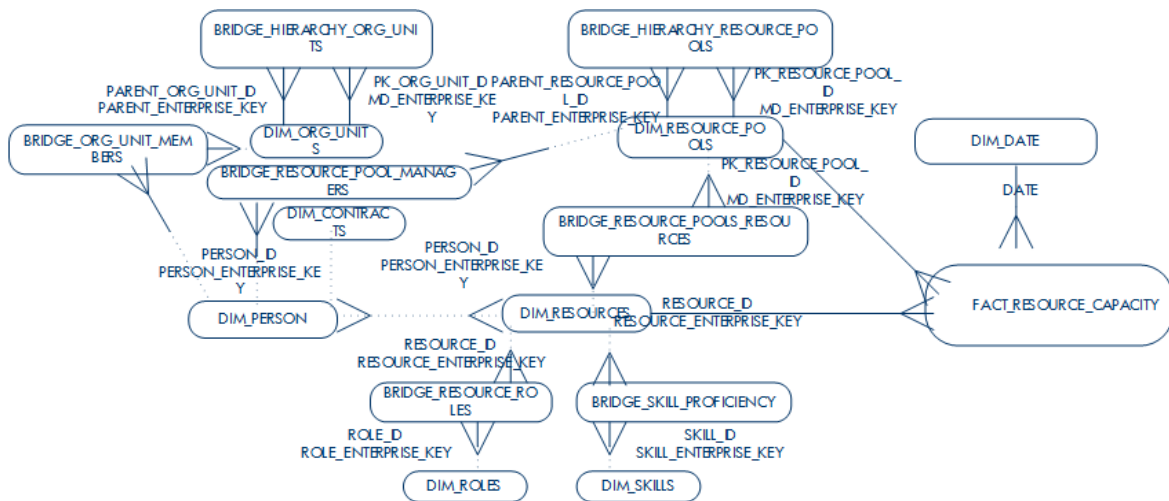 BRIDGE_HIERARCHY_ORG_UNI
TS
BRIDGE_HIERARCHY_RESOURCE_PO
OLS
PARENT_ORG_UNIT_ID
PARENT_ENTERPRISE_KEY
PK_ORG_UNIT_ID
MD_ENTERPRISE_KE
Y
PARENT_RESOURCE_POO
L_ID
PARENT_ENTERPRISE_KEY
PK_RESOURCE_POOL_
ID
MD_ENTERPRISE_KEY
BRIDGE_ORG_UNIT_MEM
BERS
DIM_ORG_UNIT
S
DIM_RESOURCE_PO
OLS
DIM_DATE
BRIDGE_RESOURCE_POOL_MANAG
ERS
PK_RESOURCE_POOL_
ID
MD_ENTERPRISE_KEY
DATE
DIM_CONTRAC
TS
BRIDGE_RESOURCE_POOLS_RESOU
RCES
PERSON_ID
PERSON_ENTERPRISE_KE
Y
PERSON_ID
PERSON_ENTERPRISE_KE
Y
DIM_PERSON
DIM_RESOURCES
RESOURCE_ID
RESOURCE_ENTERPRISE_KEY
FACT_RESOURCE_CAPACITY
RESOURCE_ID
RESOURCE_ENTERPRISE_KEY
BRIDGE_RESOURCE_RO
LES
BRIDGE_SKILL_PROFICIENCY
ROLE_ID
ROLE_ENTERPRISE_KEY
SKILL_ID
SKILL_ENTERPRISE_KEY
DIM_ROLES
DIM_SKILLS